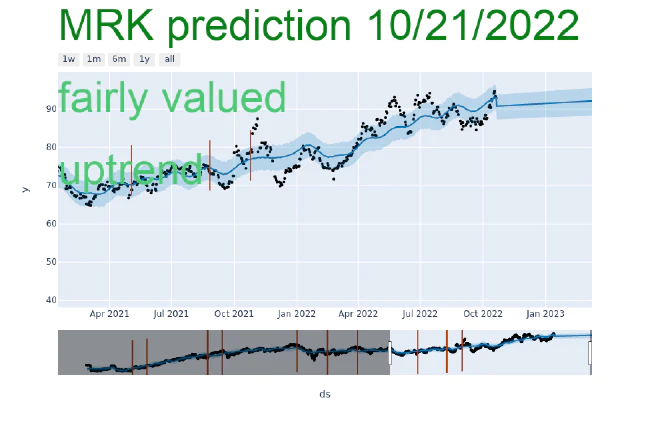 MRK prediction 10/21/2022
1w 1m 6m 1y all
fairly valued
90
80
uptrend
70
y
60
50
40
Apr 2021 Jul 2021 Oct 2021 Jan 2022 Apr 2022 Jul 2022 Oct 2022 Jan 2023
ds